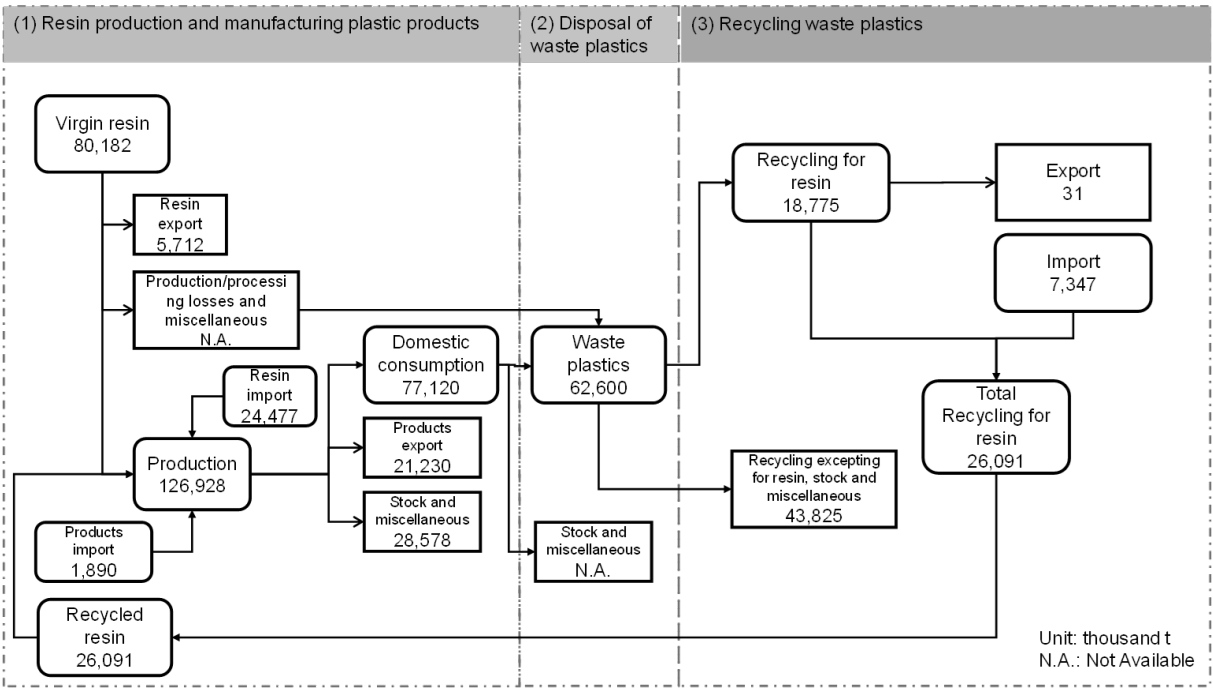 (1) Resin production and manufacturing plastic products
(2) Disposal of
waste plastics
(3) Recycling waste plastics
Virgin resin
80,182
Resin
export
5,712
Production/processi
ng losses and
miscellaneous
N.A.
Resin
import
24,477
Production
126,928
Products
import
1,890
Recycled
resin
26,091
Domestic
consumption
77,120
Products
export
21,230
Stock and
miscellaneous
28,578
Waste
plastics
62,600
Stock and
miscellaneous
N.A.
Recycling for
resin
18,775
Export
31
Import
7,347
Total
Recycling for
resin
26,091
Recycling excepting
for resin, stock and
miscellaneous
43,825
Unit: thousand t
N.A.: Not Available